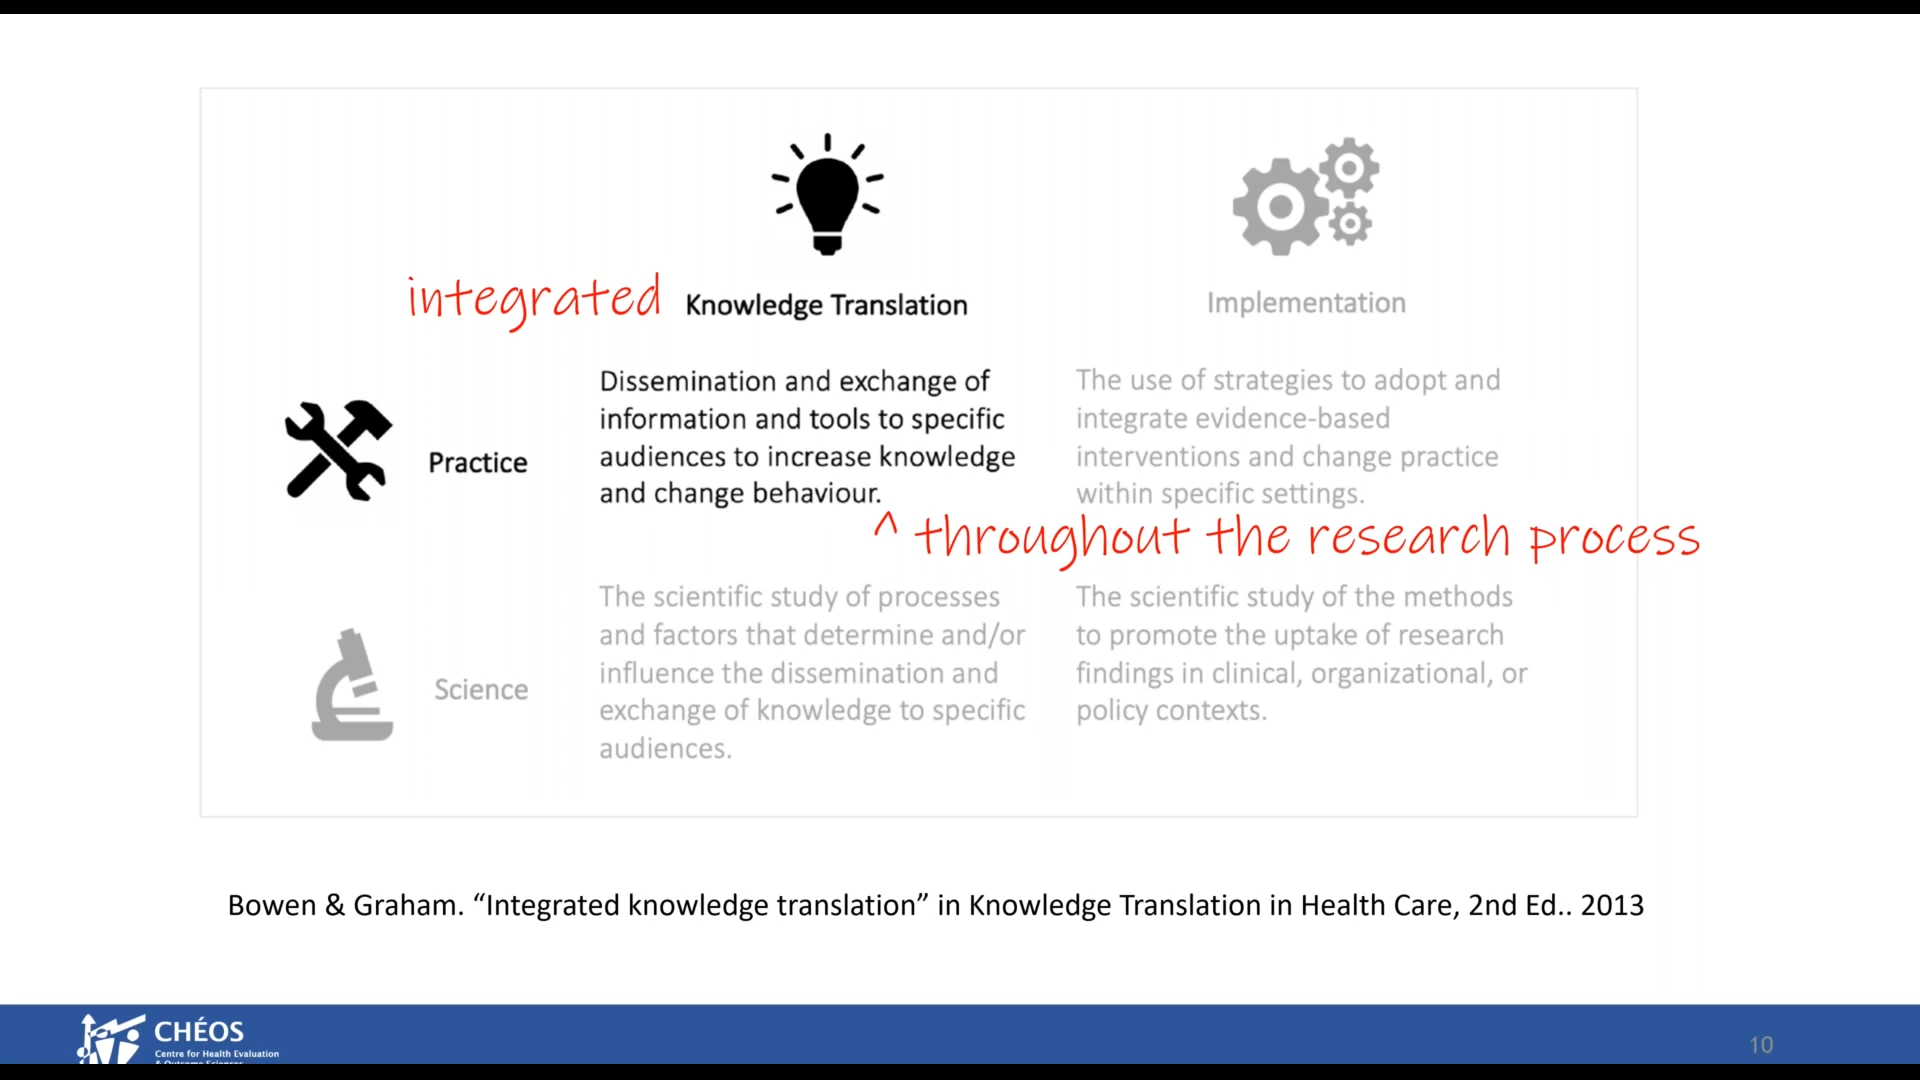 integrated Knowledge Translation
Implementation
Practice
Dissemination and exchange of
information and tools to specific
audiences to increase knowledge
and change behaviour.
^ throughout the research process
The use of strategies to adopt and
integrate evidence-based
interventions and change practice
within specific settings.
Science
The scientific study of processes
and factors that determine and/or
influence the dissemination and
exchange of knowledge to specific
audiences.
The scientific study of the methods
to promote the uptake of research
findings in clinical, organizational, or
policy contexts.
Bowen & Graham. “Integrated knowledge translation” in Knowledge Translation in Health Care, 2nd Ed.. 2013
CHÉOS
Centre for Health Evaluation
& Outcome Sciences
10